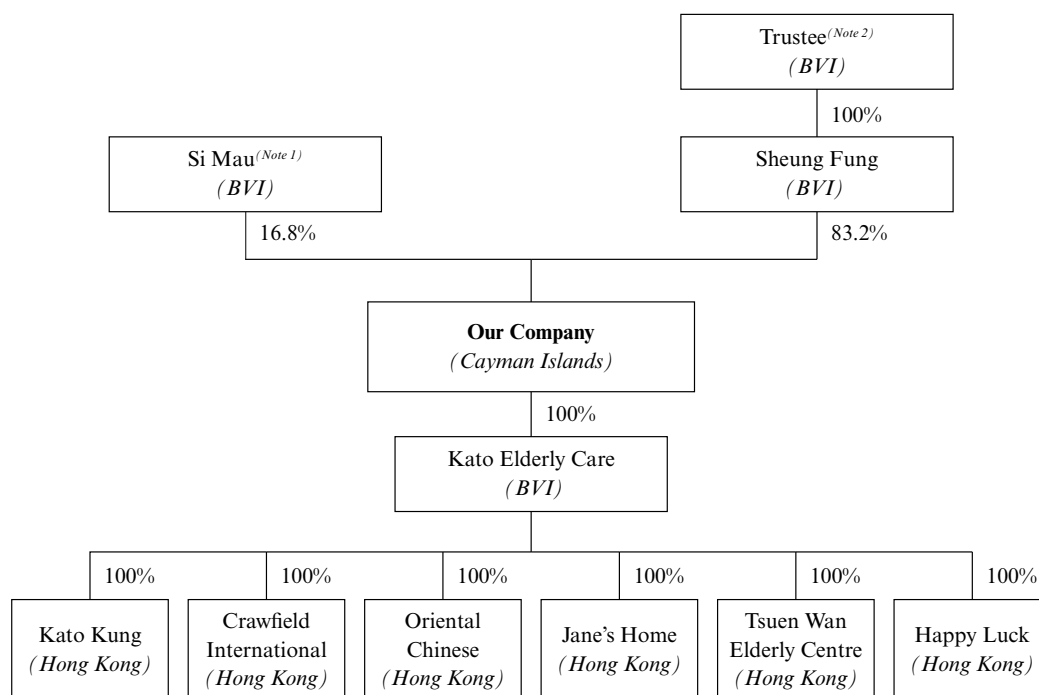 Trustee(Note 2)
(BVI)
100%
Si Mau(Note 1)
(BVI)
Sheung Fung
(BVI)
16.8%
83.2%
Our Company
(Cayman Islands)
100%
Kato Elderly Care
(BVI)
100%
100%
100%
100%
100%
100%
Kato Kung
(Hong Kong)
Crawfield
International
(Hong Kong)
Oriental
Chinese
(Hong Kong)
Jane's Home
(Hong Kong)
Tsuen Wan
Elderly Centre
(Hong Kong)
Happy Luck
(Hong Kong)